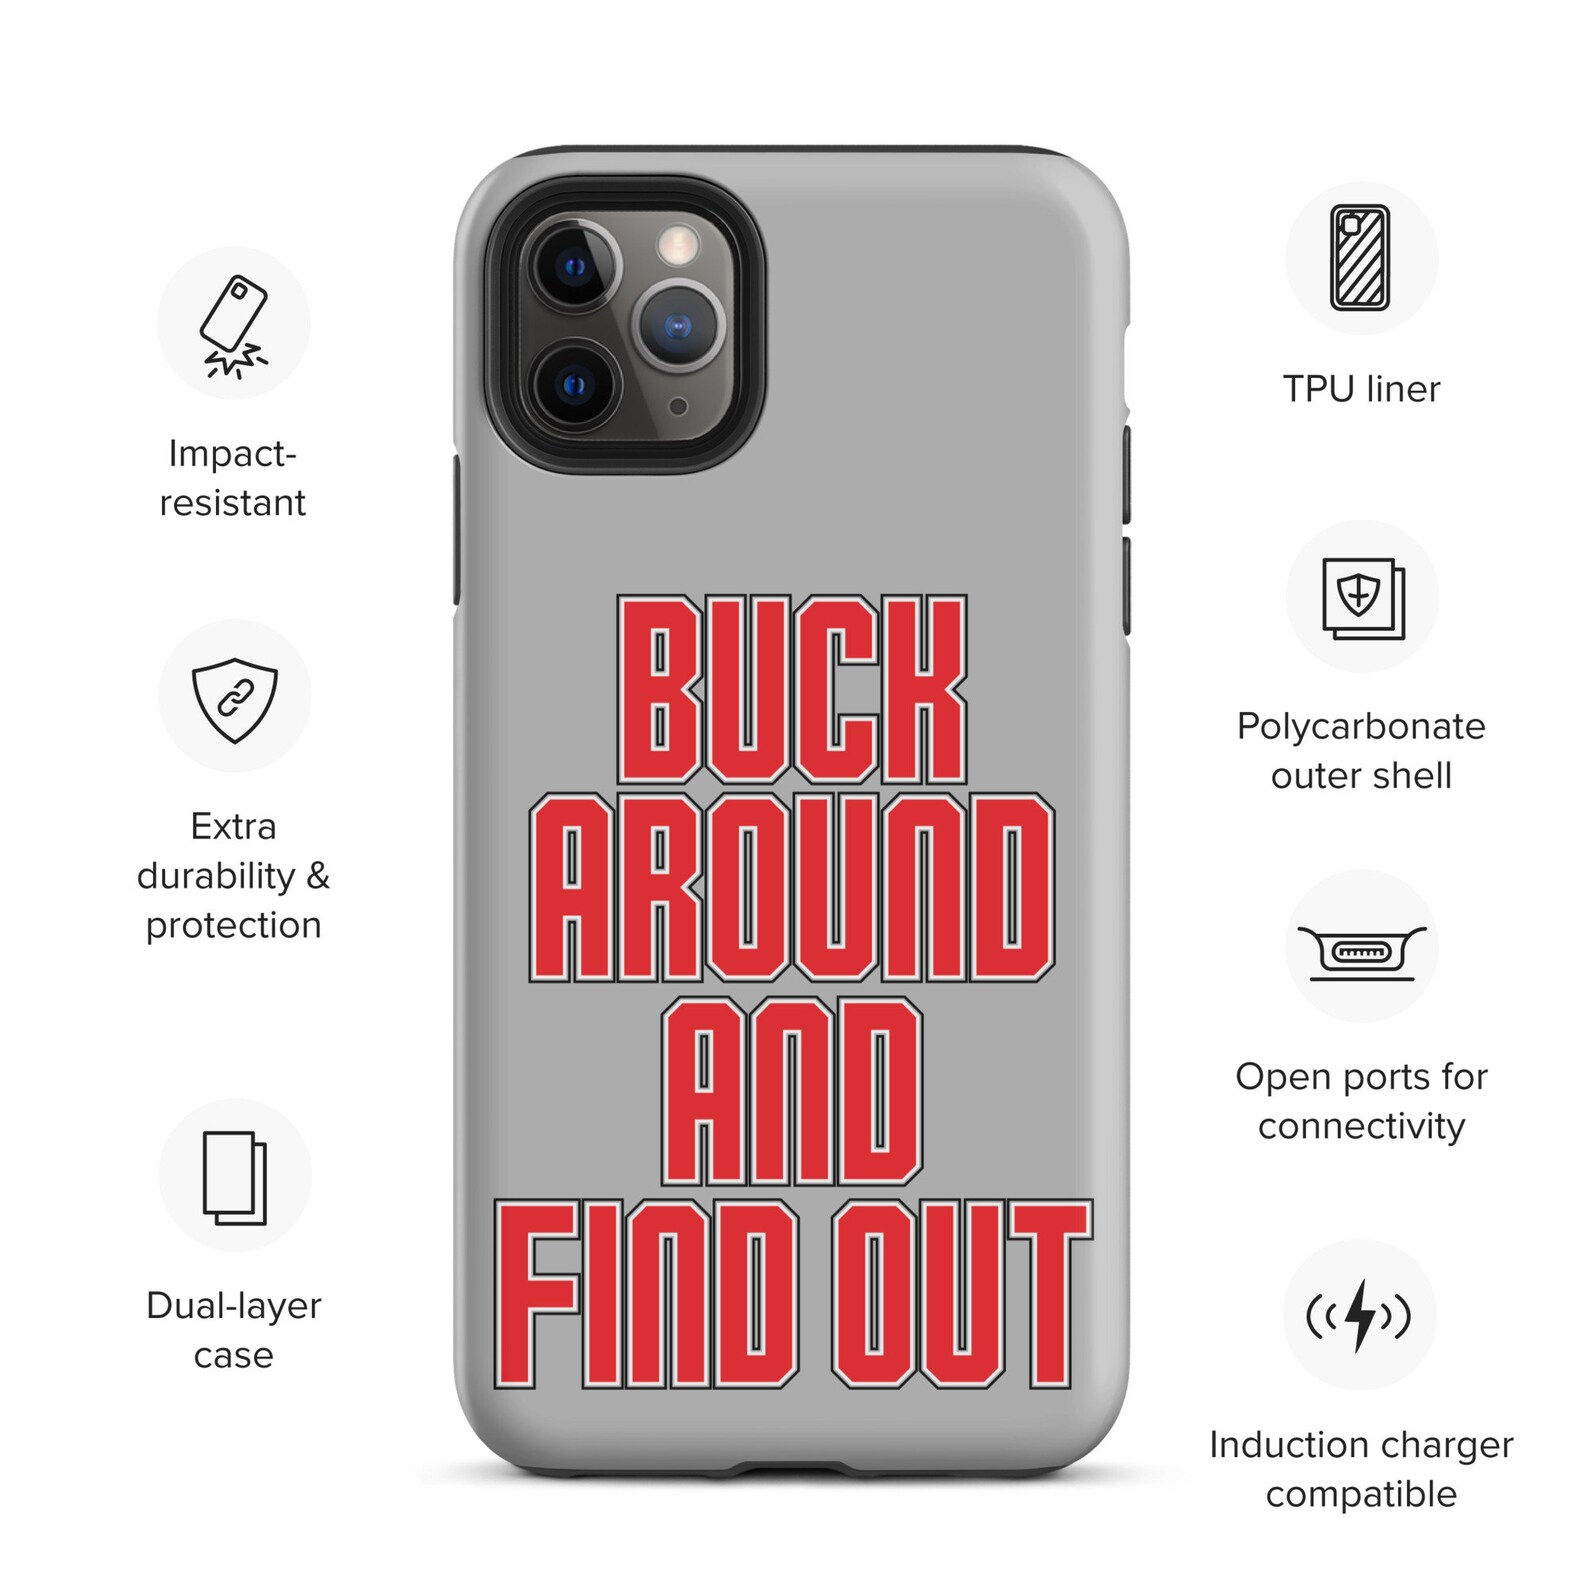 Impact-
resistant
Extra
durability &
protection
Dual-layer
case
BUCK
AROUND
AND
FIND OUT
TPU liner
Polycarbonate
outer shell
Open ports for
connectivity
Induction charger
compatible